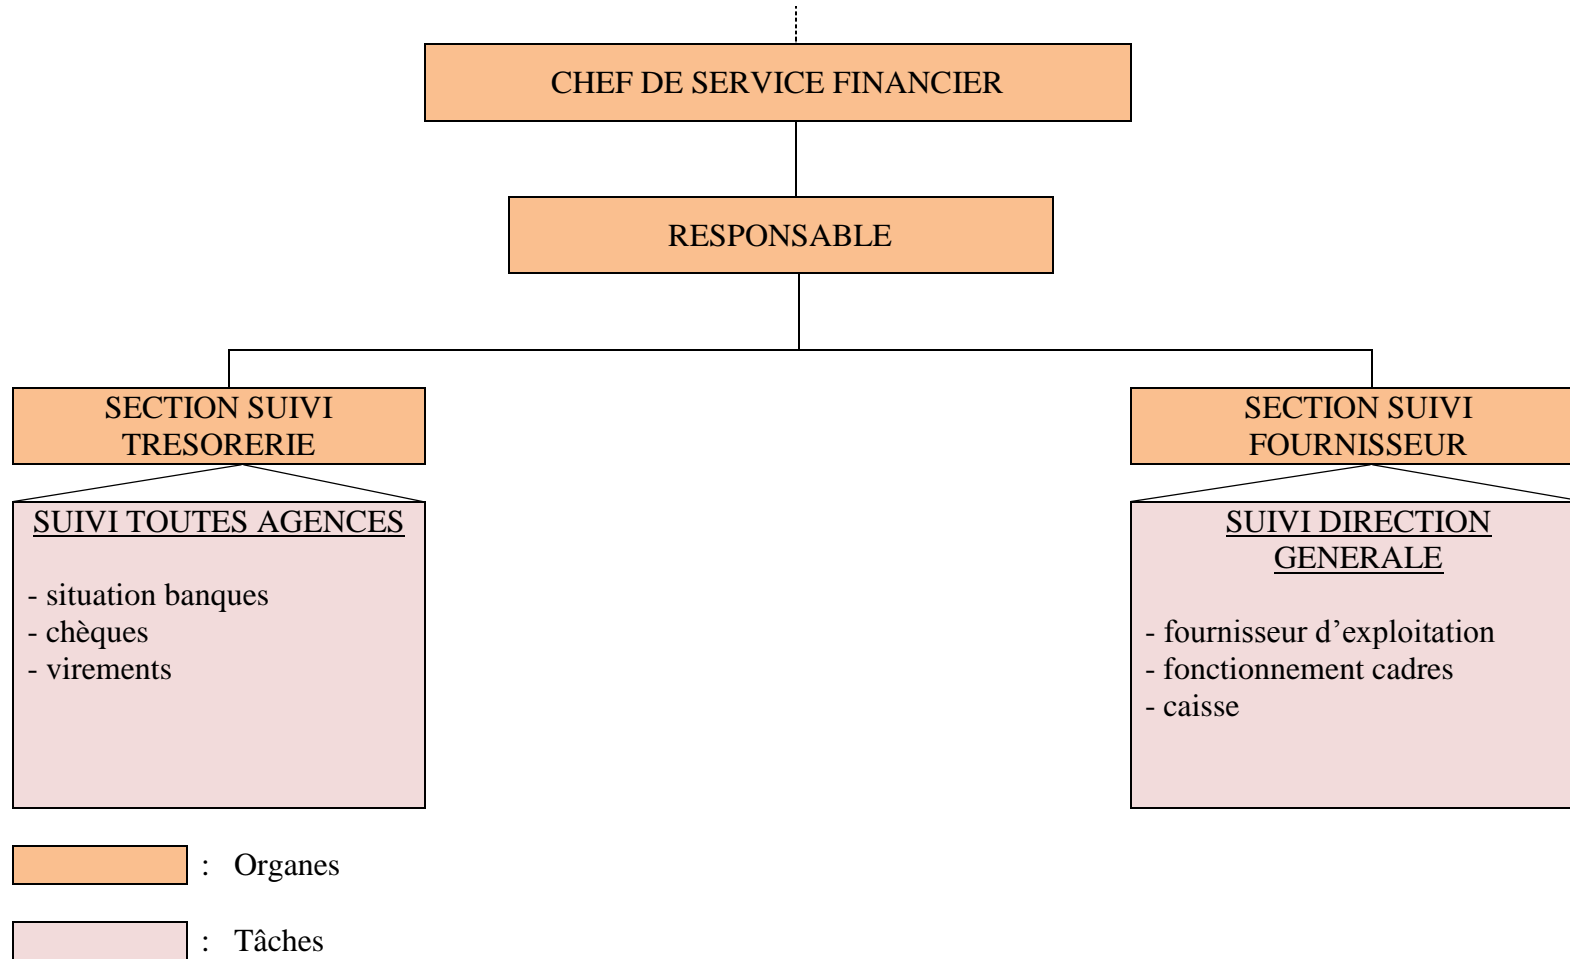 CHEF DE SERVICE FINANCIER
RESPONSABLE
SECTION SUIVI
TRESORERIE
SECTION SUIVI
FOURNISSEUR
SUIVI TOUTES AGENCES
- situation banques
- chèques
- virements
SUIVI DIRECTION
GENERALE
- fournisseur d’exploitation
- fonctionnement cadres
- caisse
: Organes
: Tâches